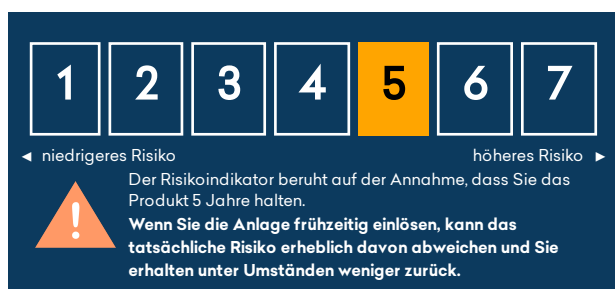 1 2 3 4 5 6 7
◄ niedrigeres Risiko höheres Risiko ►
Der Risikoindikator beruht auf der Annahme, dass Sie das
Produkt 5 Jahre halten.
Wenn Sie die Anlage frühzeitig einlösen, kann das
tatsächliche Risiko erheblich davon abweichen und Sie
erhalten unter Umständen weniger zurück.